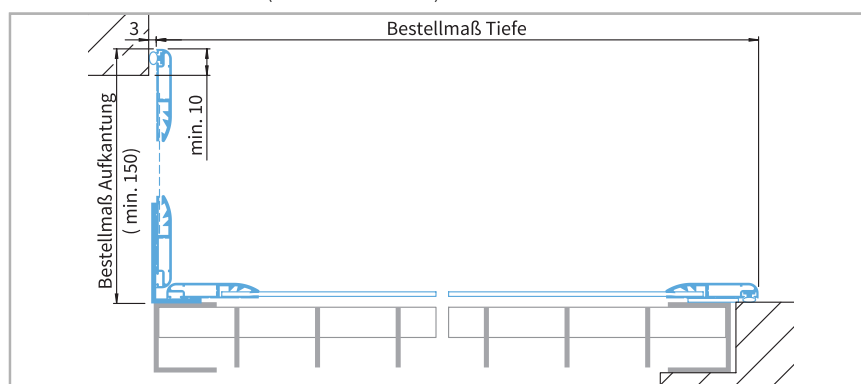 3
Bestellmaß Tiefe
Bestellmaß Aufkantung
( min. 150)
min. 10